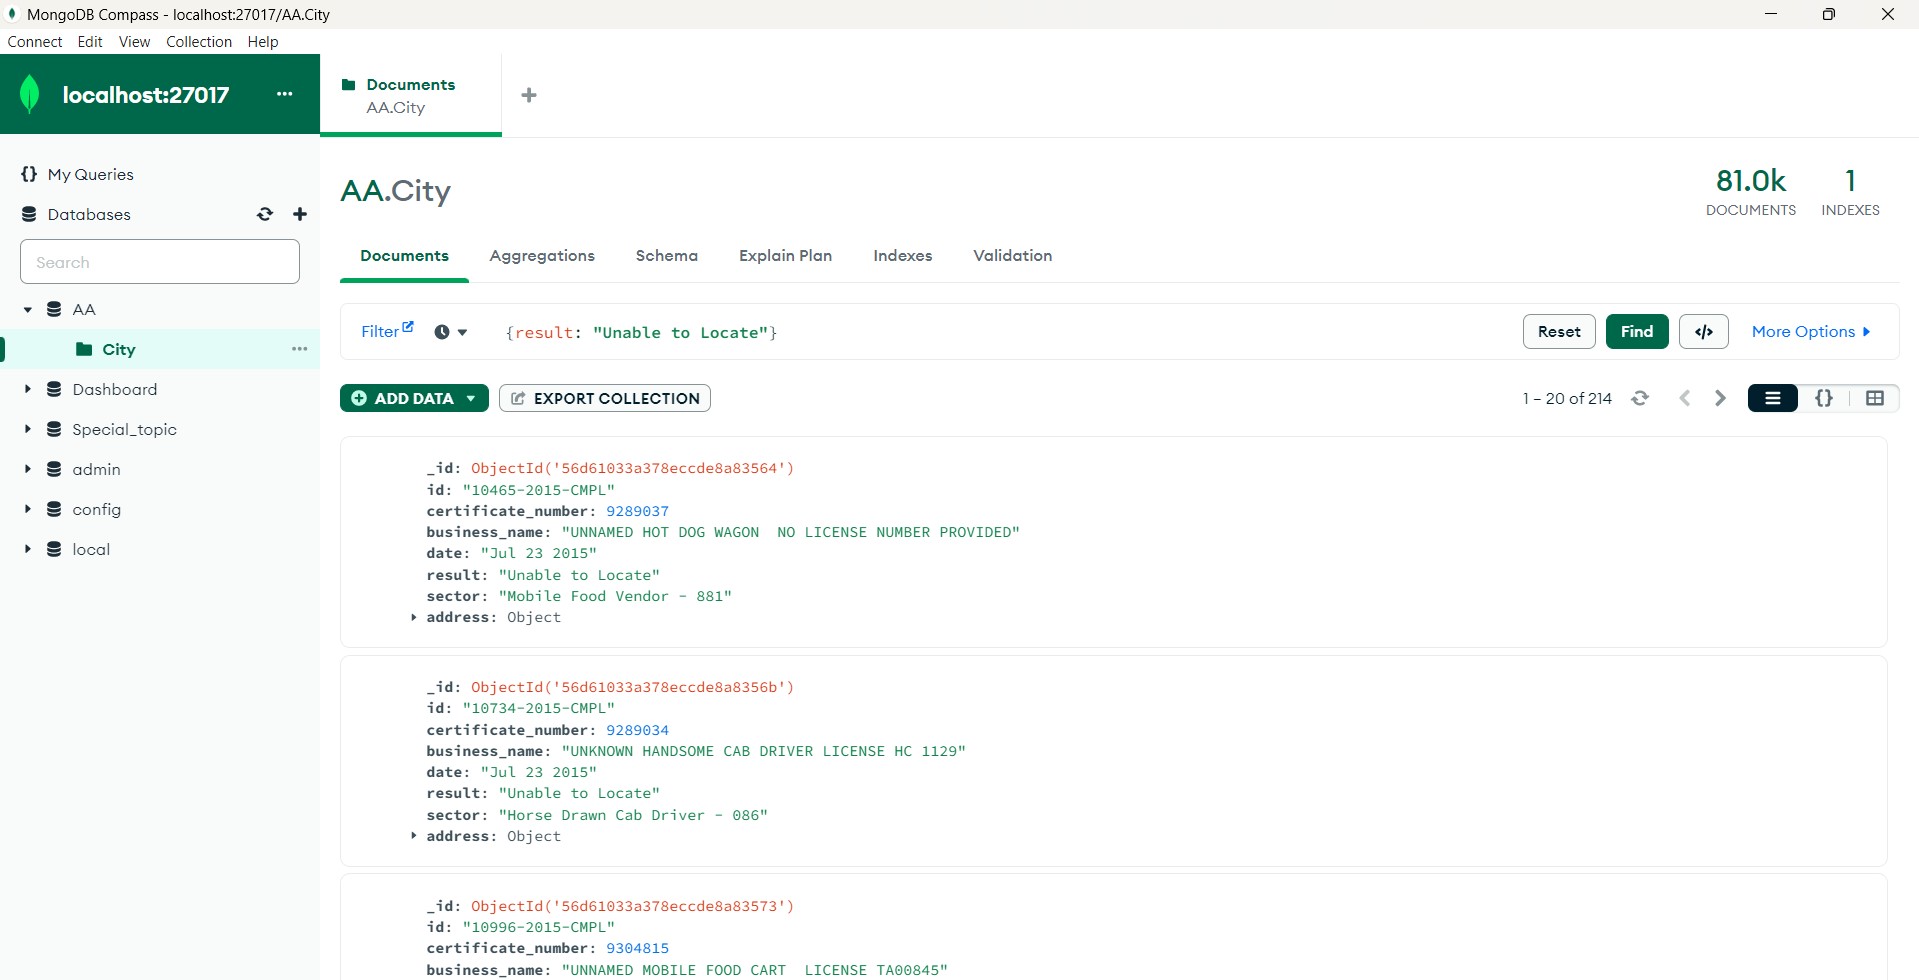 MongoDB Compass - localhost:27017/AA.City
Connect Edit View Collection Help
localhost:27017 ...
Documents
AA.City
+
{} My Queries
Databases
Search
AA
City ...
Dashboard
Special_topic
admin
config
local
AA.City
81.0k
DOCUMENTS
1
INDEXES
Documents Aggregations Schema Explain Plan Indexes Validation
Filter {result: "Unable to Locate"} Reset Find </> More Options
ADD DATA EXPORT COLLECTION 1 – 20 of 214 {}
_id: ObjectId('56d61033a378eccde8a83564')
id: "10465-2015-CMPL"
certificate_number: 9289037
business_name: "UNNAMED HOT DOG WAGON  NO LICENSE NUMBER PROVIDED"
date: "Jul 23 2015"
result: "Unable to Locate"
sector: "Mobile Food Vendor - 881"
address: Object
_id: ObjectId('56d61033a378eccde8a8356b')
id: "10734-2015-CMPL"
certificate_number: 9289034
business_name: "UNKNOWN HANDSOME CAB DRIVER LICENSE HC 1129"
date: "Jul 23 2015"
result: "Unable to Locate"
sector: "Horse Drawn Cab Driver - 086"
address: Object
_id: ObjectId('56d61033a378eccde8a83573')
id: "10996-2015-CMPL"
certificate_number: 9304815
business_name: "UNNAMED MOBILE FOOD CART  LICENSE TA00845"